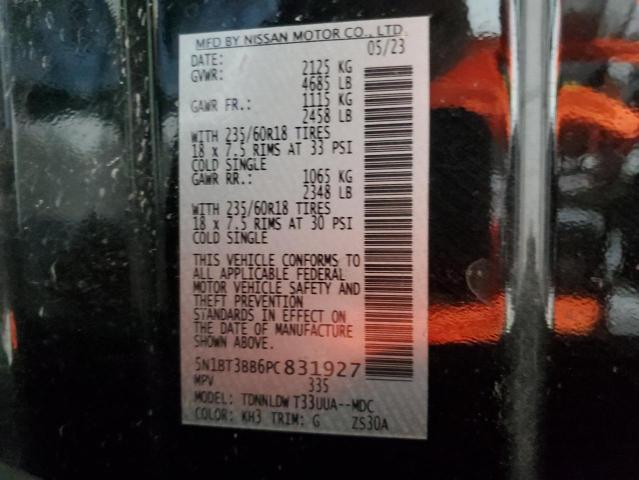 MFD BY NISSAN MOTOR CO., LTD.
DATE: 05/23
GVWR: 2125 KG
4685 LB
GAWR FR.: 1115 KG
2458 LB
WITH 235/60R18 TIRES
18 x 7.5 RIMS AT 33 PSI
COLD SINGLE
GAWR RR.: 1065 KG
2348 LB
WITH 235/60R18 TIRES
18 x 7.5 RIMS AT 30 PSI
COLD SINGLE
THIS VEHICLE CONFORMS TO
ALL APPLICABLE FEDERAL
MOTOR VEHICLE SAFETY AND
THEFT PREVENTION
STANDARDS IN EFFECT ON
THE DATE OF MANUFACTURE
SHOWN ABOVE.
5N1BT3BB6PC831927
MPV 335
MODEL: TDNNLDW T33UUA--MDC
COLOR: KH3 TRIM: G ZS30A